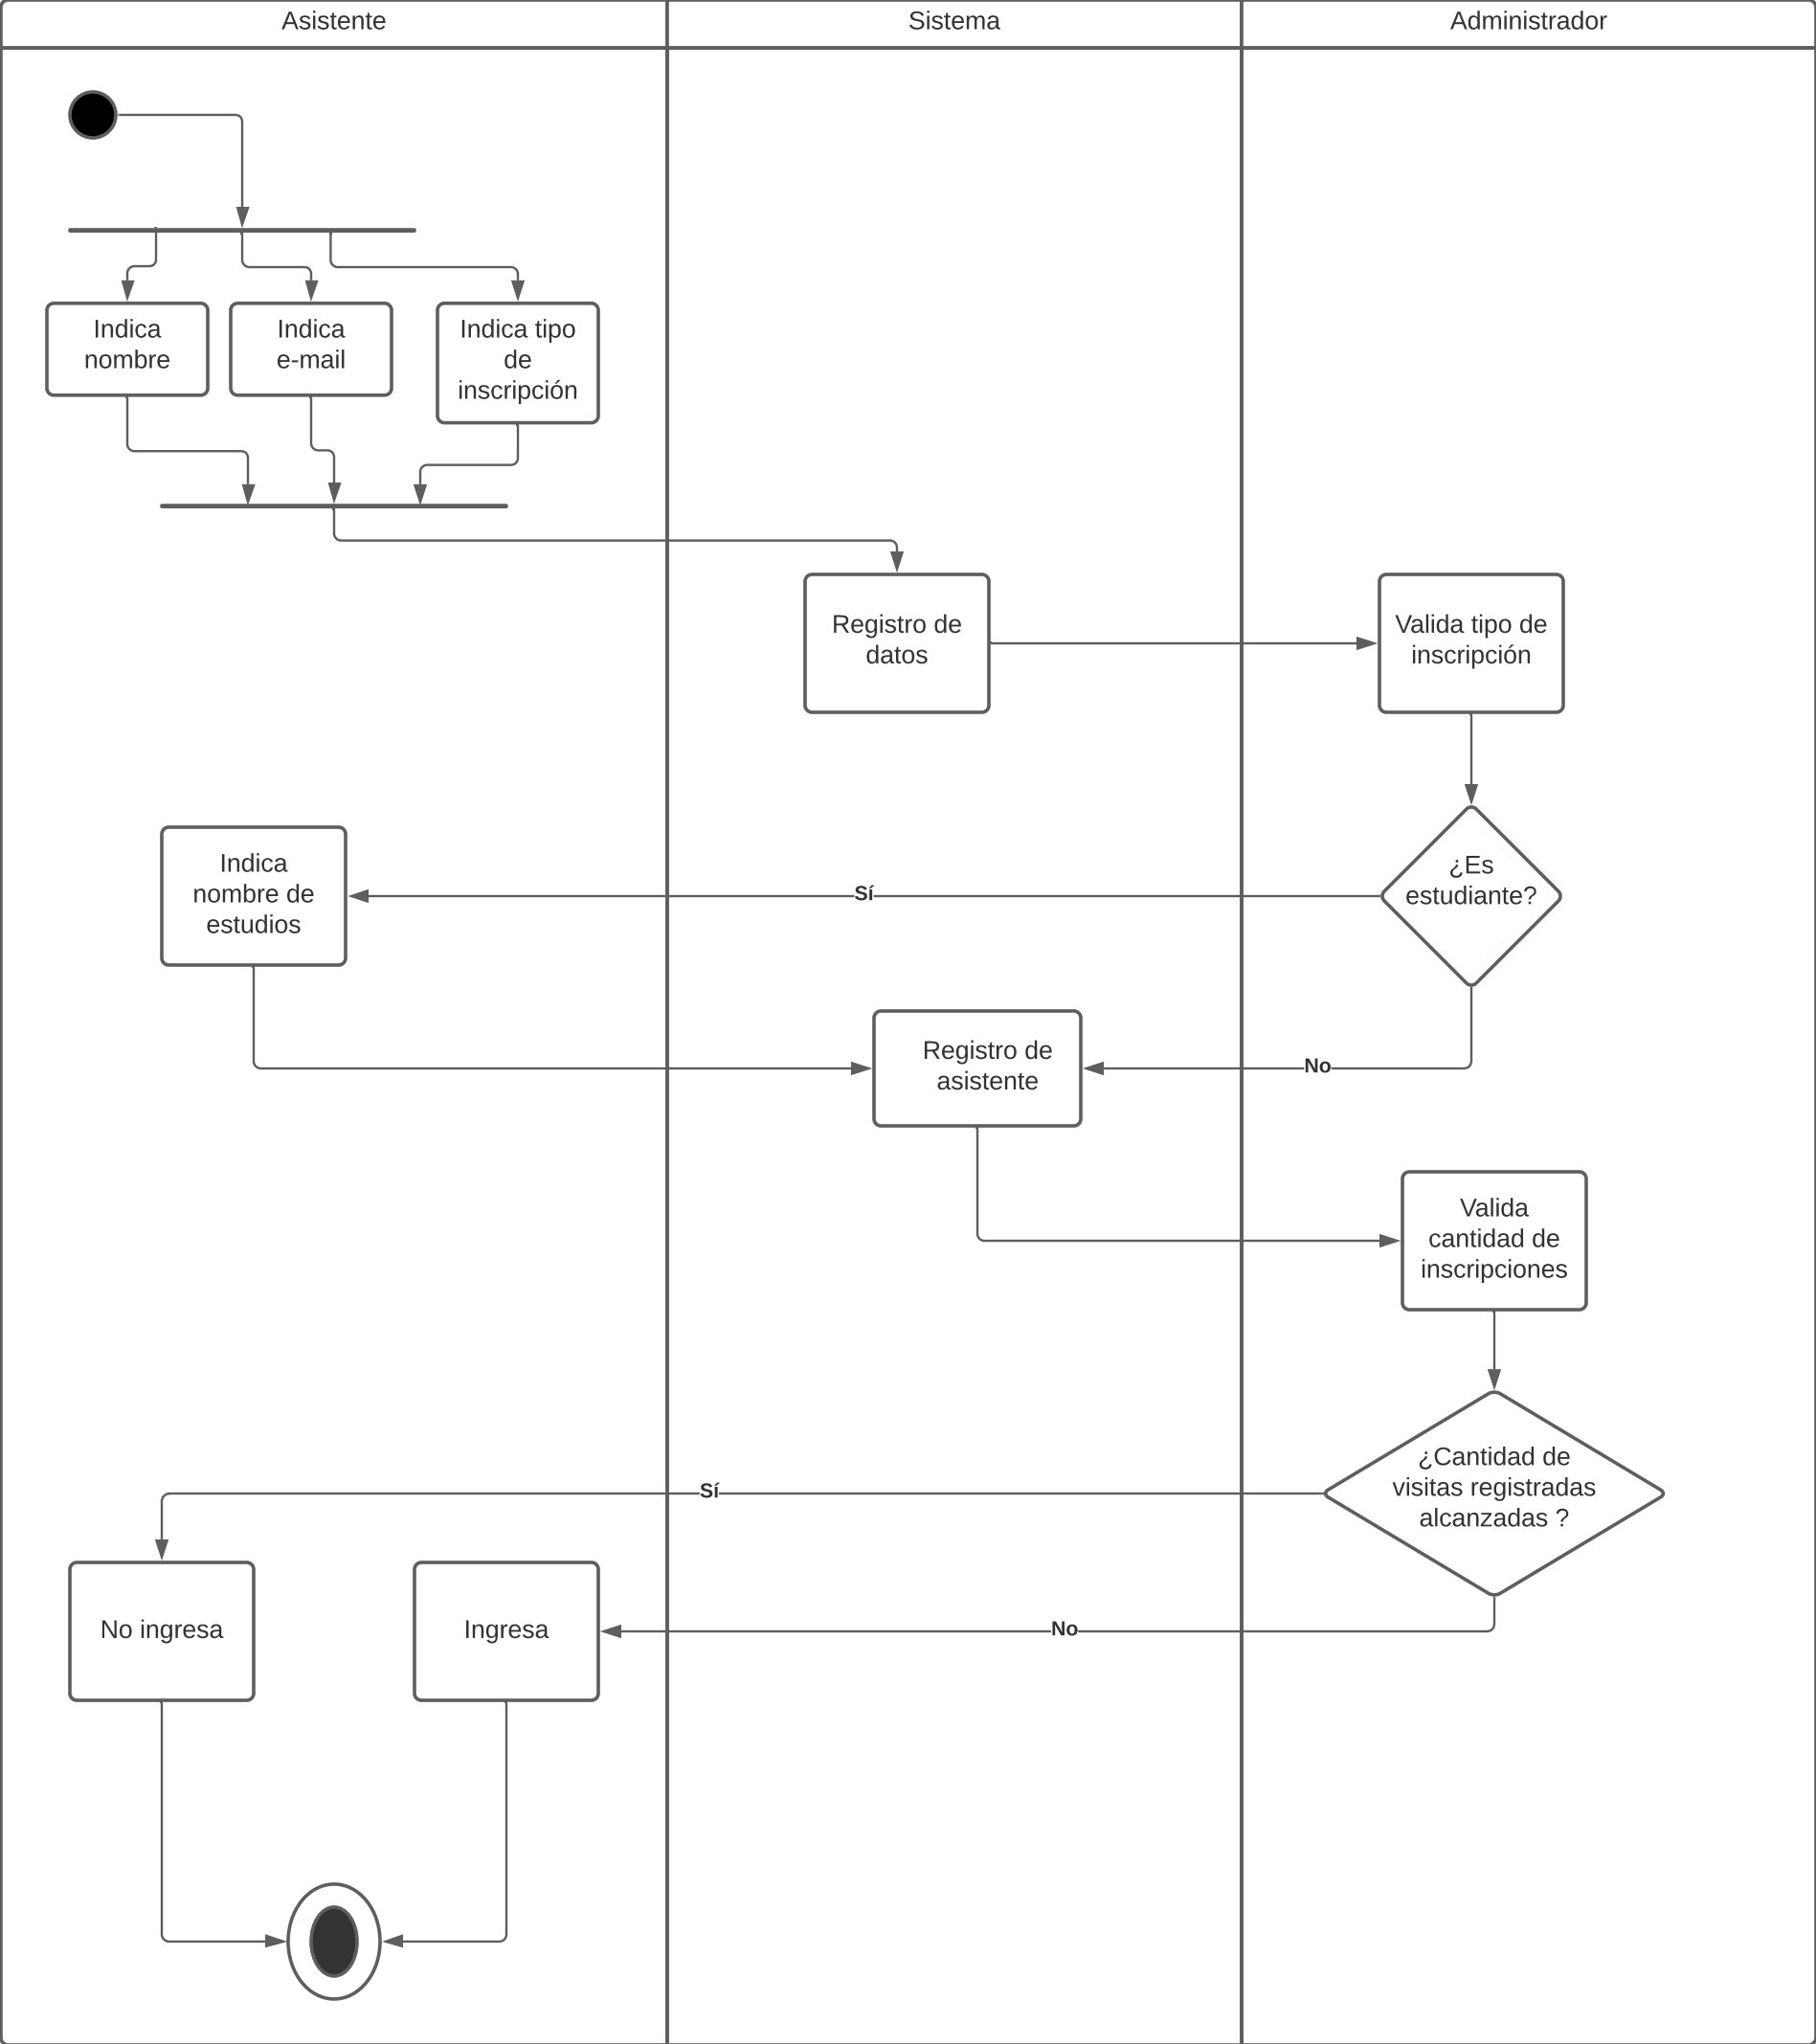 Asistente
Sistema
Administrador
Indica
nombre
Indica
e-mail
Indica tipo
de
inscripción
Registro de
datos
Valida tipo de
inscripción
¿Es
estudiante?
Sí
Indica
nombre de
estudios
No
Registro de
asistente
Valida
cantidad de
inscripciones
¿Cantidad de
visitas registradas
alcanzadas ?
Sí
No
No ingresa
Ingresa